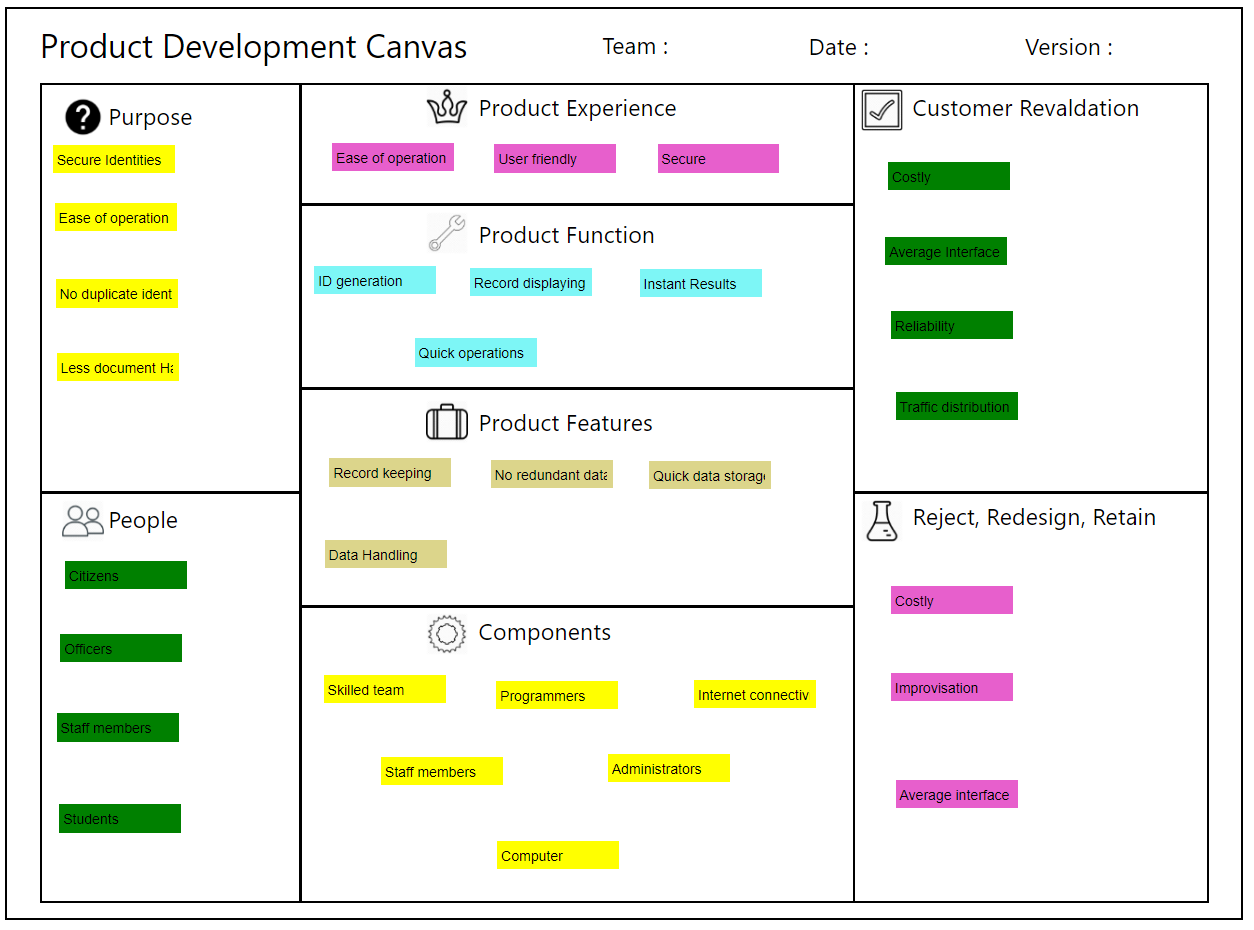 Product Development Canvas
Team :
Date :
Version :
Purpose
Secure Identities
Ease of operation
No duplicate ident
Less document Ha
People
Citizens
Officers
Staff members
Students
Product Experience
Ease of operation
User friendly
Secure
Product Function
ID generation
Record displaying
Instant Results
Quick operations
Product Features
Record keeping
No redundant data
Quick data storage
Data Handling
Components
Skilled team
Programmers
Internet connectiv
Staff members
Administrators
Computer
Customer Revaldation
Costly
Average Interface
Reliability
Traffic distribution
Reject, Redesign, Retain
Costly
Improvisation
Average interface